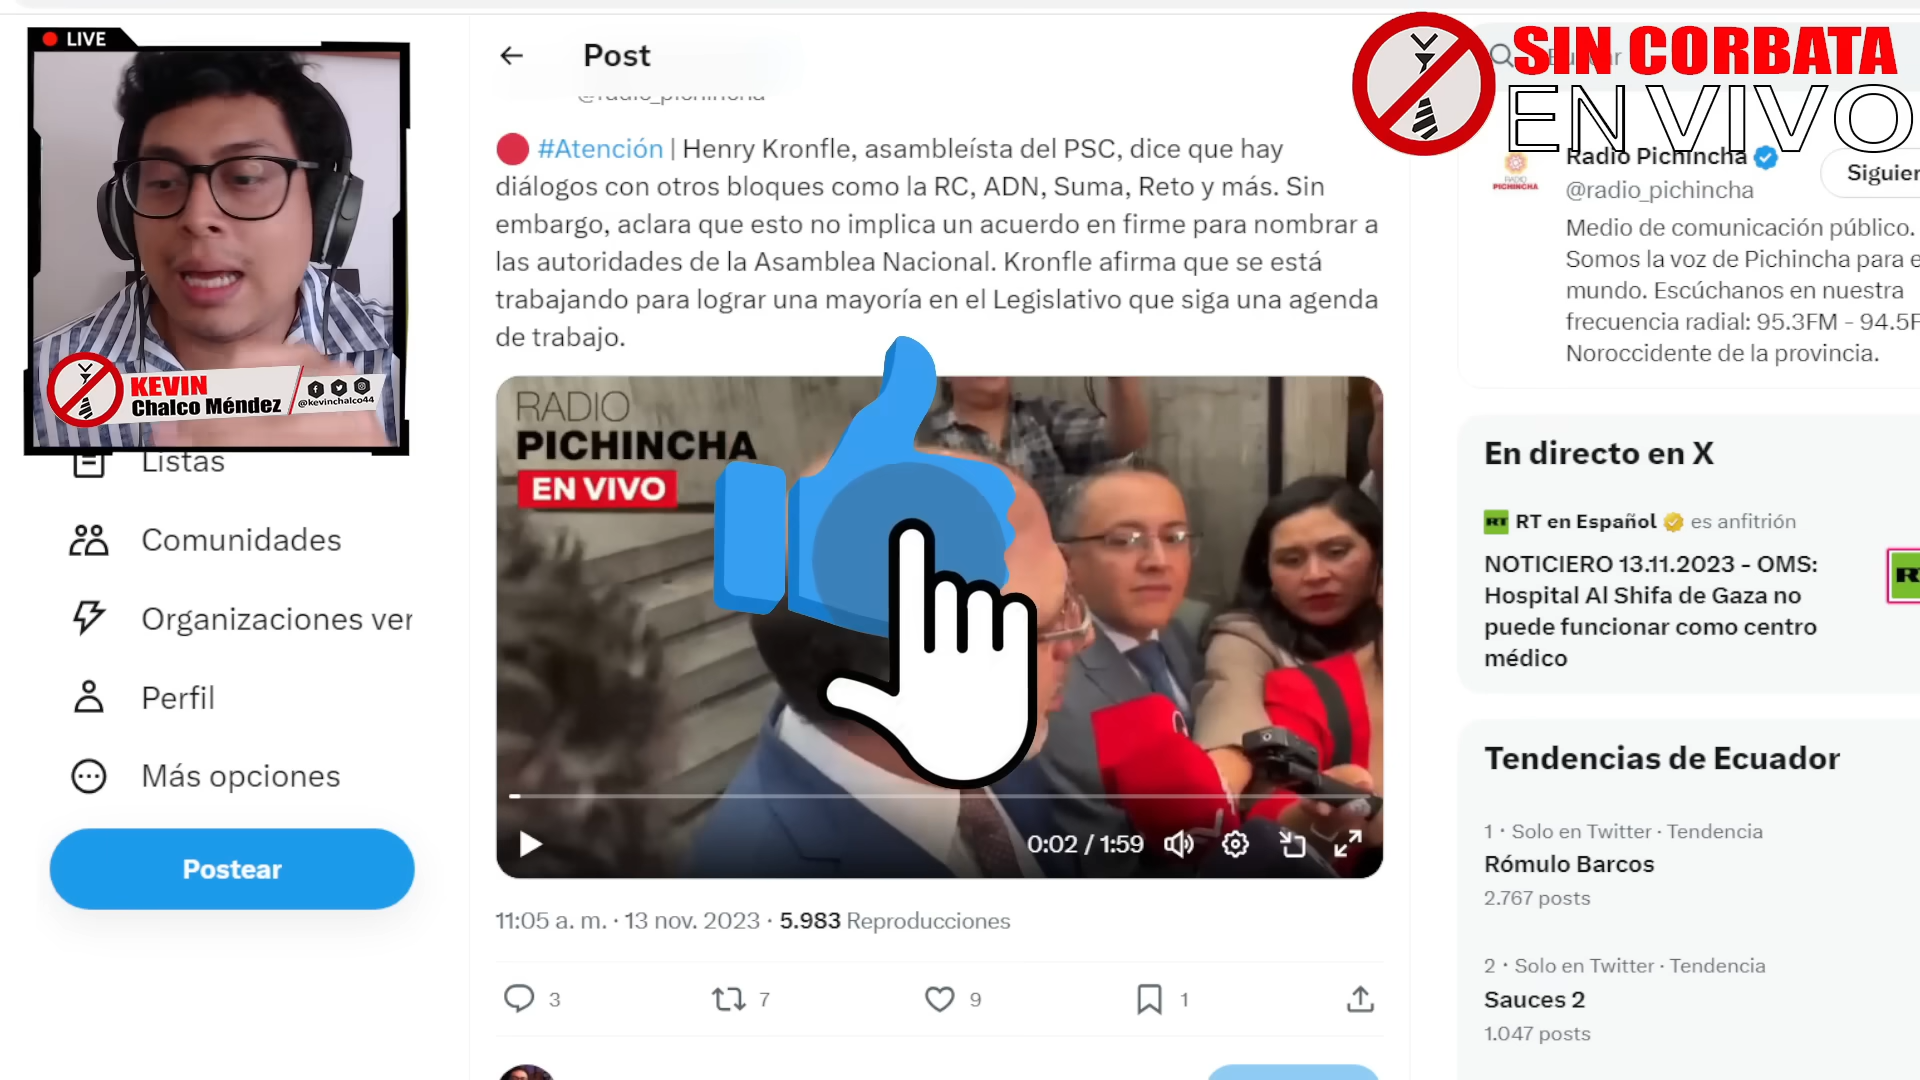 LIVE
KEVIN
Chalco Méndez
@kevinchalco44
Listas
Comunidades
Organizaciones ver
Perfil
Más opciones
Postear
Post
@radio_pichincha
#Atención | Henry Kronfle, asambleísta del PSC, dice que hay
diálogos con otros bloques como la RC, ADN, Suma, Reto y más. Sin
embargo, aclara que esto no implica un acuerdo en firme para nombrar a
las autoridades de la Asamblea Nacional. Kronfle afirma que se está
trabajando para lograr una mayoría en el Legislativo que siga una agenda
de trabajo.
RADIO
PICHINCHA
EN VIVO
0:02 / 1:59
11:05 a. m. · 13 nov. 2023 · 5.983 Reproducciones
3
7
9
1
SIN CORBATA
EN VIVO
RADIO
PICHINCHA
Radio Pichincha
@radio_pichincha
Siguier
Medio de comunicación público.
Somos la voz de Pichincha para e
mundo. Escúchanos en nuestra
frecuencia radial: 95.3FM - 94.5F
Noroccidente de la provincia.
En directo en X
RT RT en Español es anfitrión
NOTICIERO 13.11.2023 - OMS:
Hospital Al Shifa de Gaza no
puede funcionar como centro
médico
Tendencias de Ecuador
1 · Solo en Twitter · Tendencia
Rómulo Barcos
2.767 posts
2 · Solo en Twitter · Tendencia
Sauces 2
1.047 posts